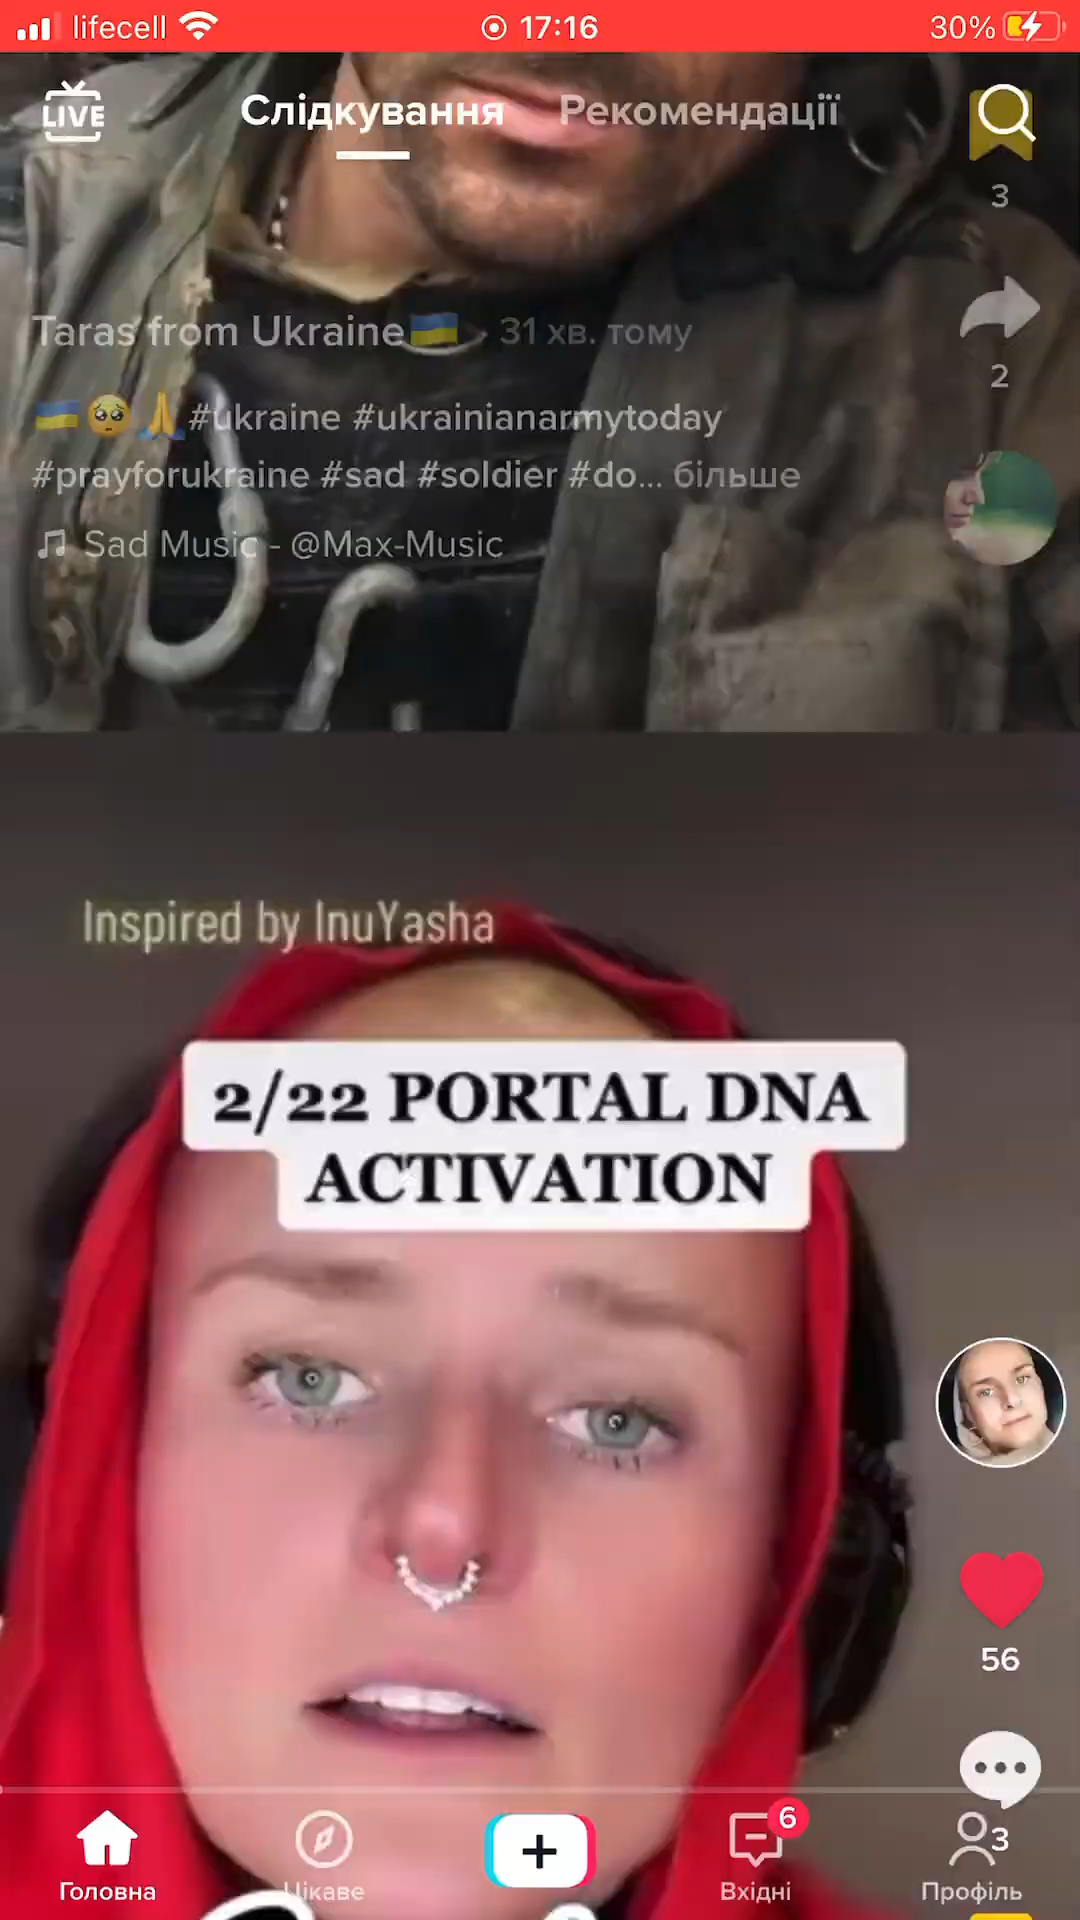 lifecell 17:16 30%
LIVE Слідкування Рекомендації
3
Taras from Ukraine🇺🇦 · 31 хв. тому
2
🇺🇦🥺🙏#ukraine #ukrainianarmytoday
#prayforukraine #sad #soldier #do... більше
Sad Music - @Max-Music
Inspired by InuYasha
2/22 PORTAL DNA
ACTIVATION
56
6
3
Головна Цікаве Вхідні Профіль